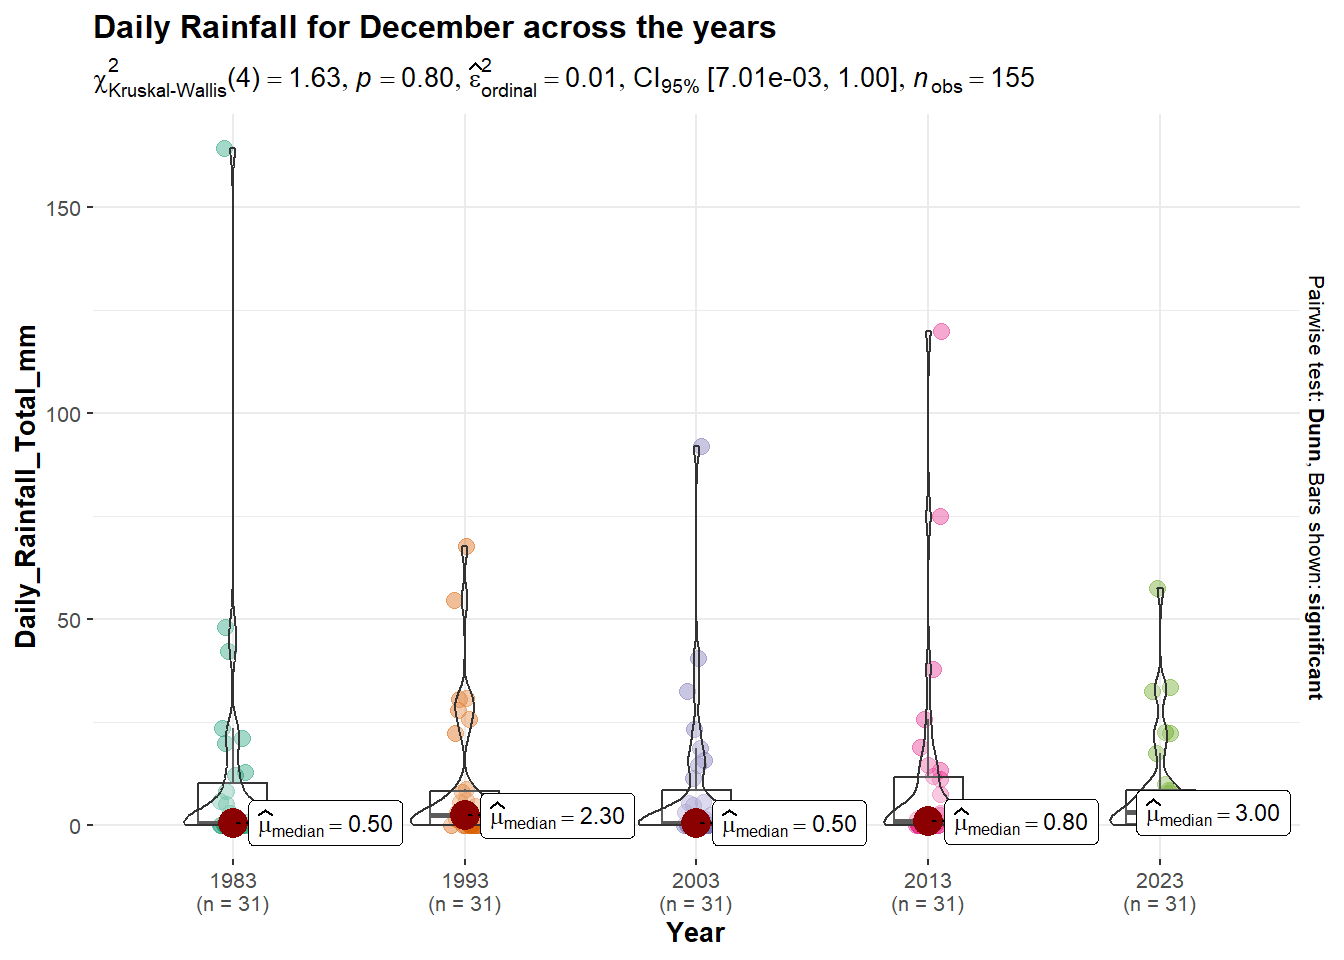 Daily Rainfall for December across the years
χ²Kruskal-Wallis(4) = 1.63, p = 0.80, ε̂²ordinal = 0.01, CI95% [7.01e-03, 1.00], nobs = 155
Daily_Rainfall_Total_mm
150
100
50
0
μ̂median = 0.50
μ̂median = 2.30
μ̂median = 0.50
μ̂median = 0.80
μ̂median = 3.00
Pairwise test: Dunn, Bars shown: significant
1983
(n = 31)
1993
(n = 31)
2003
(n = 31)
2013
(n = 31)
2023
(n = 31)
Year